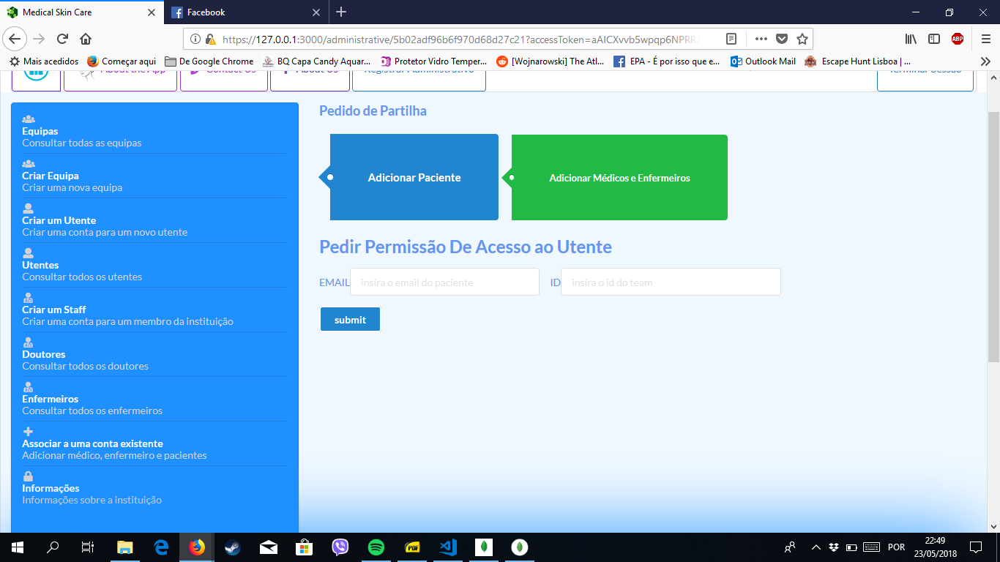 Medical Skin Care
Facebook
https://127.0.0.1:3000/administrative/5b02adf96b6f970d68d27c21?accessToken=aAICXvvb5wpqp6NPRR
Mais acedidos
Começar aqui
De Google Chrome
BQ Capa Candy Aquar...
Protetor Vidro Temper...
[Wojnarowski] The Atl...
EPA - É por isso que e...
Outlook Mail
Escape Hunt Lisboa | ...
ABP
About the App
Contact Us
About Us
Registrar Administrativo
Terminar Sessão
Equipas
Consultar todas as equipas
Criar Equipa
Criar uma nova equipa
Criar um Utente
Criar uma conta para um novo utente
Utentes
Consultar todos os utentes
Criar um Staff
Criar uma conta para um membro da instituição
Doutores
Consultar todos os doutores
Enfermeiros
Consultar todos os enfermeiros
Associar a uma conta existente
Adicionar médico, enfermeiro e pacientes
Informações
Informações sobre a instituição
Pedido de Partilha
Adicionar Paciente
Adicionar Médicos e Enfermeiros
Pedir Permissão De Acesso ao Utente
EMAIL insira o email do paciente
ID insira o id do team
submit
PDF
POR
22:49
23/05/2018